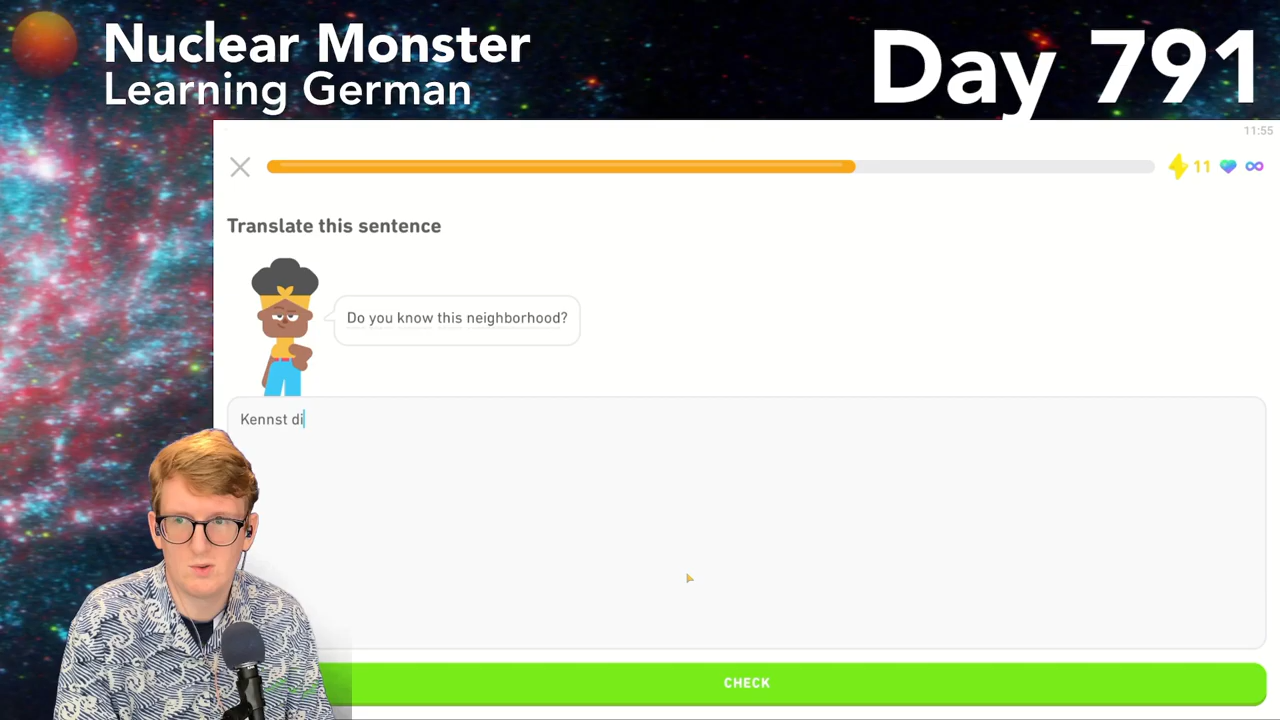 Nuclear Monster
Learning German
Day 791
11:55
11
Translate this sentence
Do you know this neighborhood?
Kennst di
CHECK